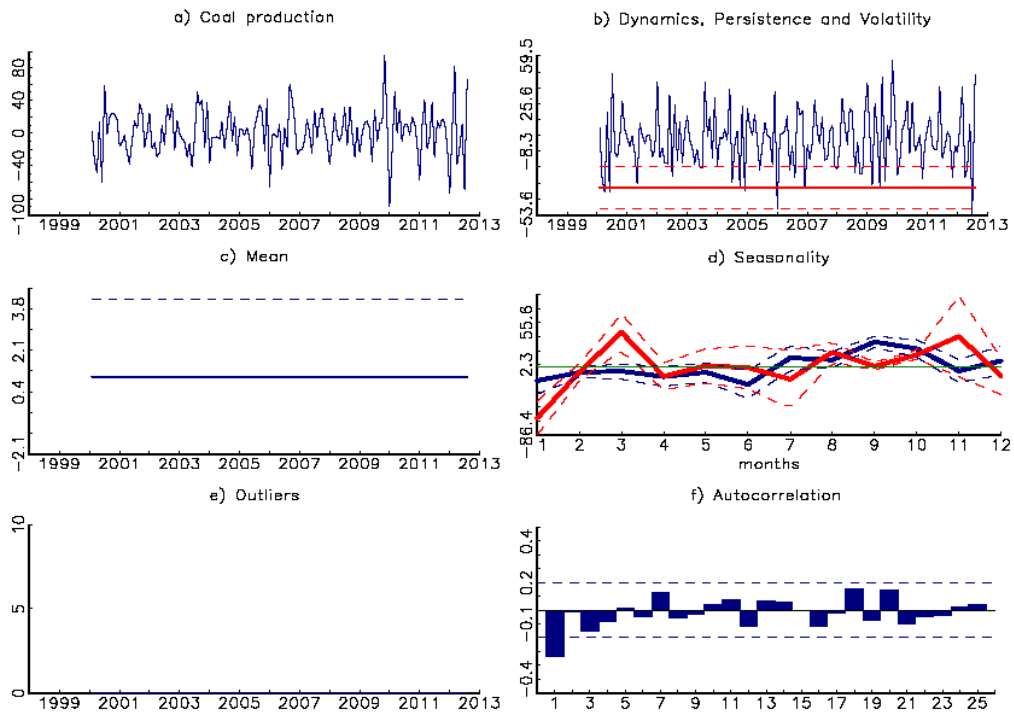 a) Coal production
80
40
0
-40
-100
1999 2001 2003 2005 2007 2009 2011 2013
b) Dynamics, Persistence and Volatility
59.5
25.6
-8.3
-53.6
1999 2001 2003 2005 2007 2009 2011 2013
c) Mean
3.8
2.1
0.4
-2.1
1999 2001 2003 2005 2007 2009 2011 2013
d) Seasonality
55.6
2.3
-86.4
1 2 3 4 5 6 7 8 9 10 11 12
months
e) Outliers
10
5
0
1999 2001 2003 2005 2007 2009 2011 2013
f) Autocorrelation
0.4
0.2
-0.1
-0.4
1 3 5 7 9 11 13 15 17 19 21 23 25